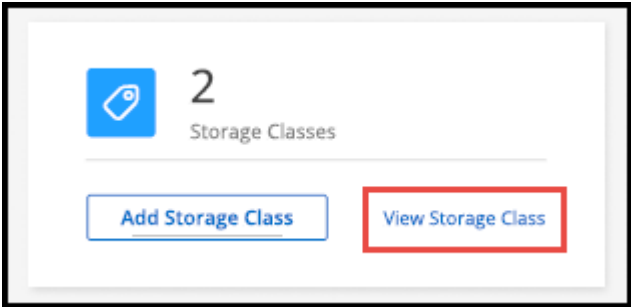 2
Storage Classes
Add Storage Class
View Storage Class